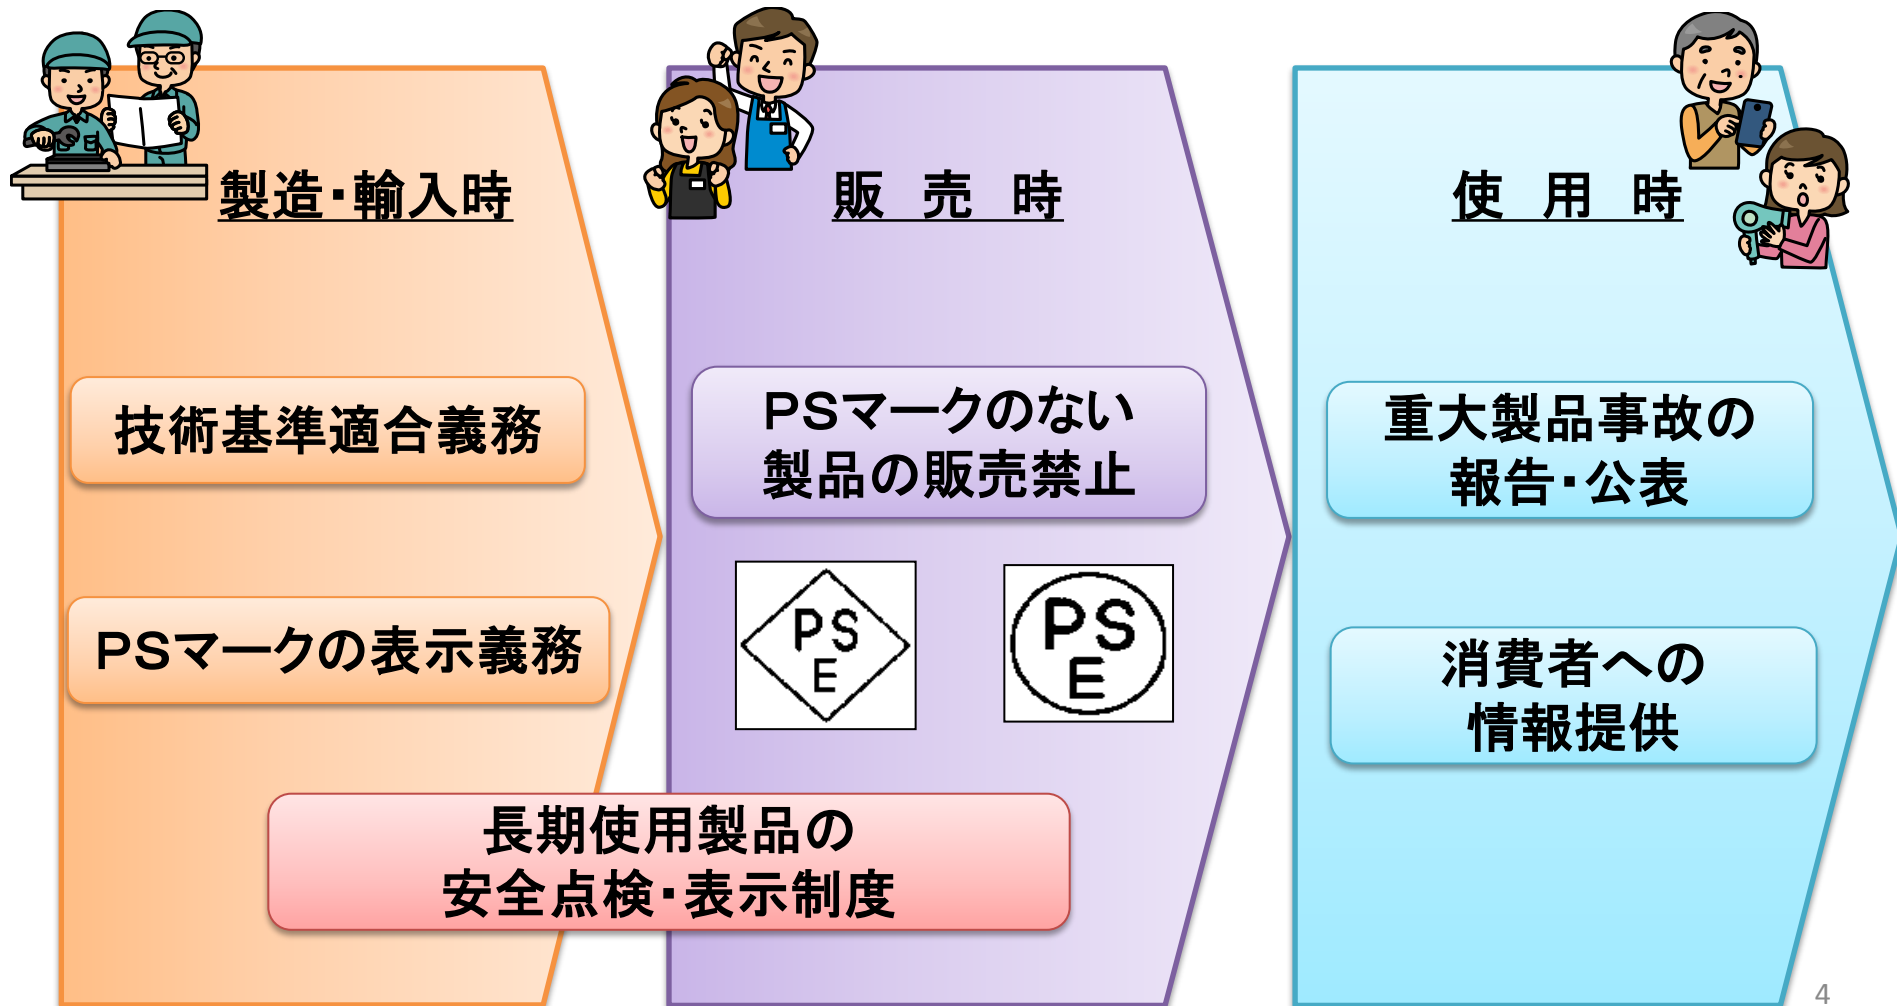 製造・輸入時
技術基準適合義務
PSマークの表示義務
販売時
PSマークのない
製品の販売禁止
PS
E
PS
E
長期使用製品の
安全点検・表示制度
使用時
重大製品事故の
報告・公表
消費者への
情報提供
4